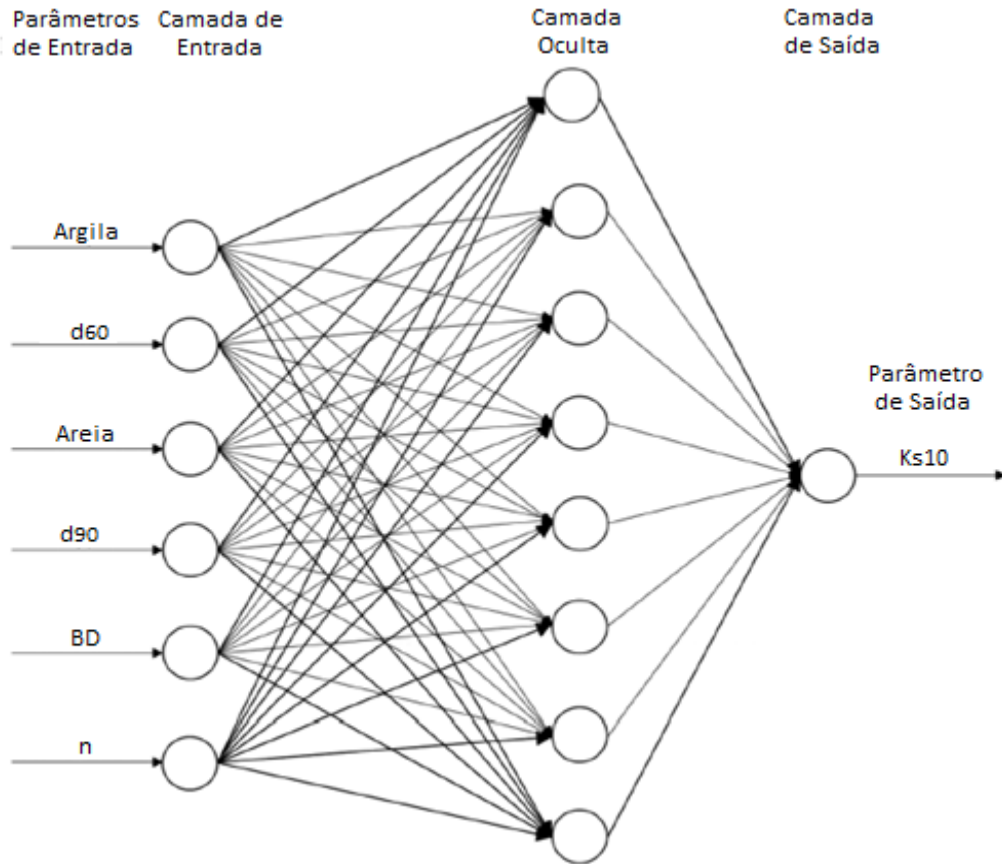 Parâmetros
de Entrada
Camada de
Entrada
Camada
Oculta
Camada
de Saída
Argila
d60
Areia
d90
BD
n
Parâmetro
de Saída
Ks10